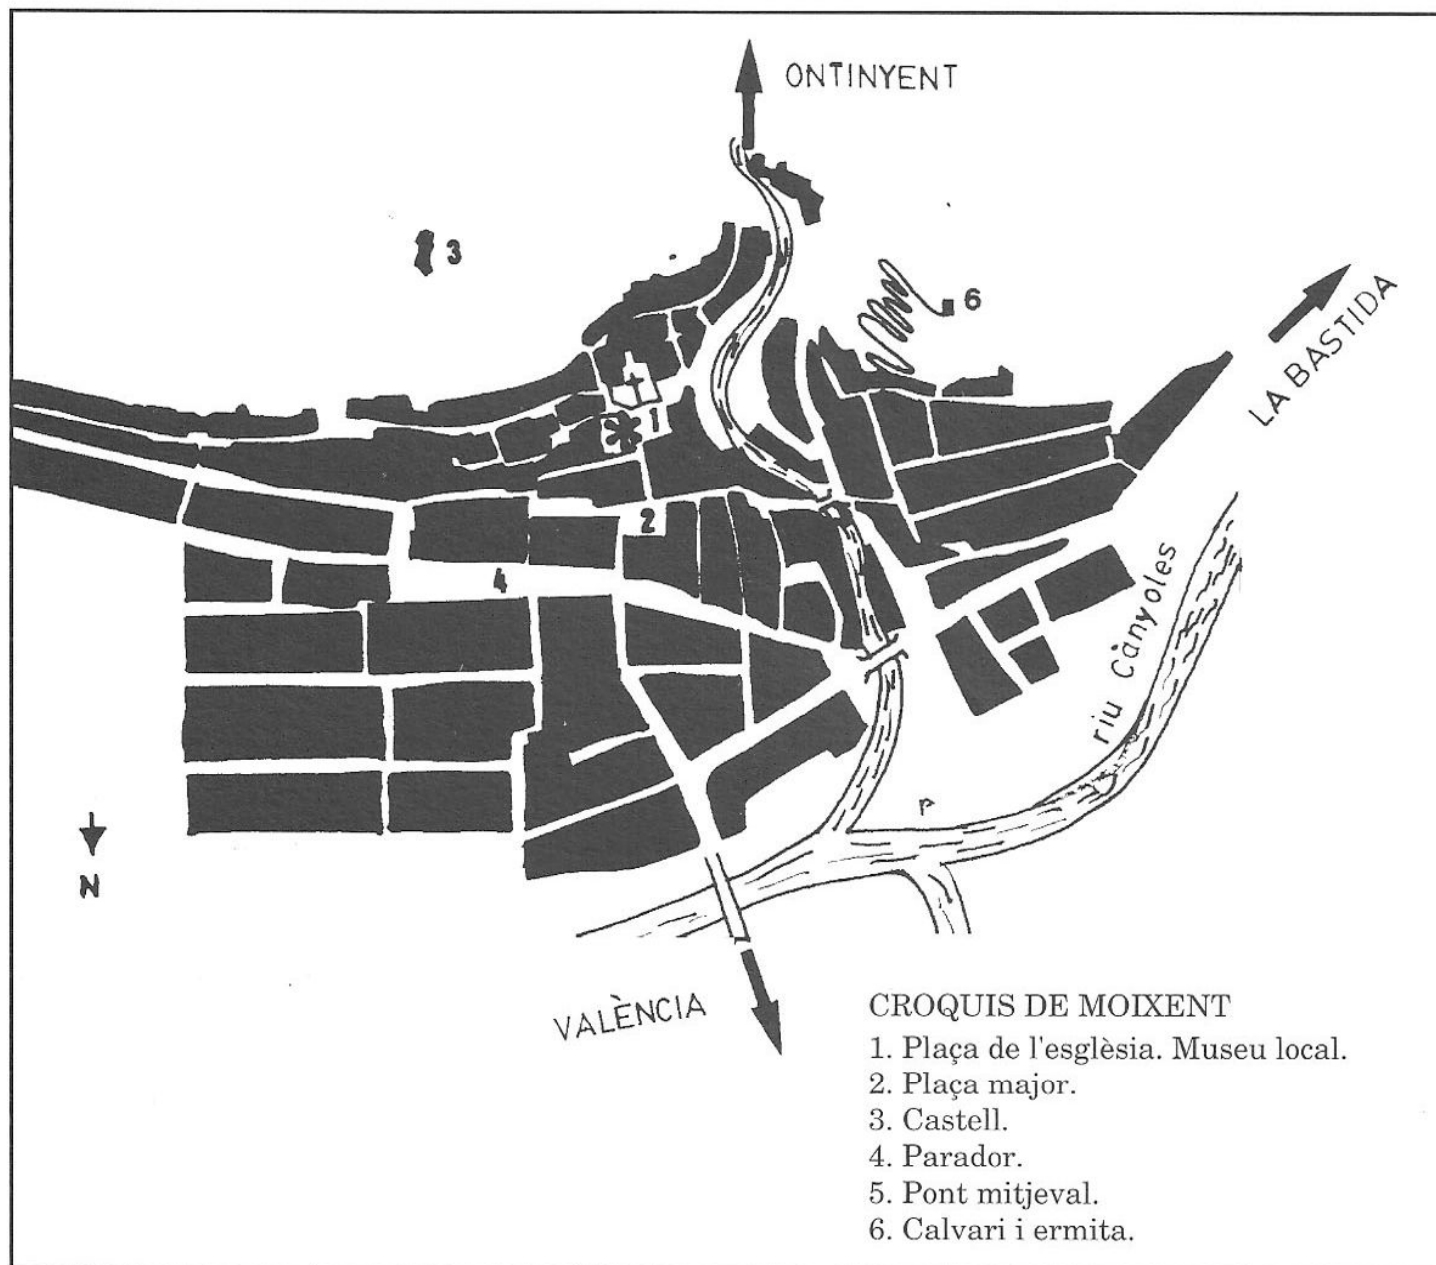 ONTINYENT
3
6
LA BASTIDA
1
2
4
riu Cànyoles
P
N
VALÈNCIA
CROQUIS DE MOIXENT
1. Plaça de l'esglèsia. Museu local.
2. Plaça major.
3. Castell.
4. Parador.
5. Pont mitjeval.
6. Calvari i ermita.